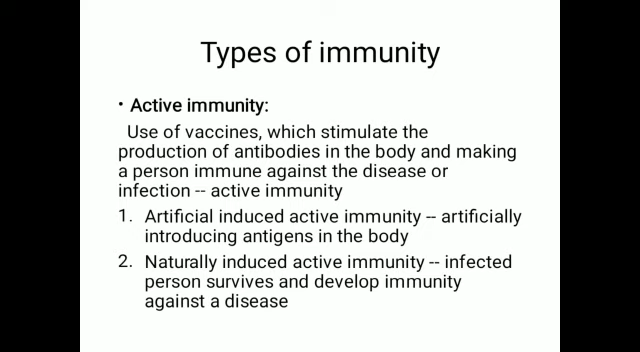 Types of immunity
• Active immunity:
Use of vaccines, which stimulate the
production of antibodies in the body and making
a person immune against the disease or
infection -- active immunity
1. Artificial induced active immunity -- artificially
introducing antigens in the body
2. Naturally induced active immunity -- infected
person survives and develop immunity
against a disease